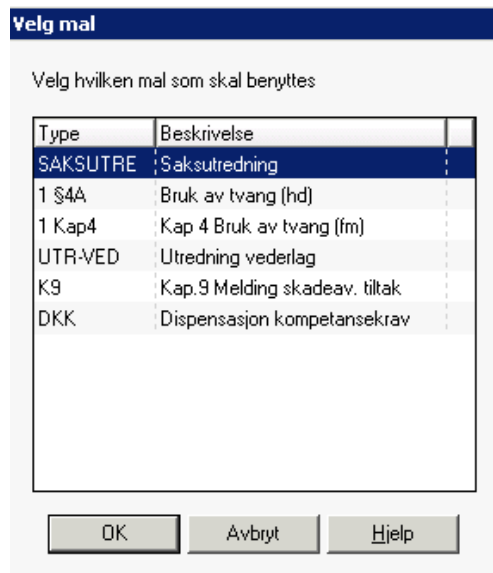 Velg mal
Velg hvilken mal som skal benyttes
Type Beskrivelse
SAKSUTRE Saksutredning
1 §4A Bruk av tvang (hd)
1 Kap4 Kap 4 Bruk av tvang (fm)
UTR-VED Utredning vederlag
K9 Kap.9 Melding skadeav. tiltak
DKK Dispensasjon kompetansekrav
OK Avbryt Hjelp